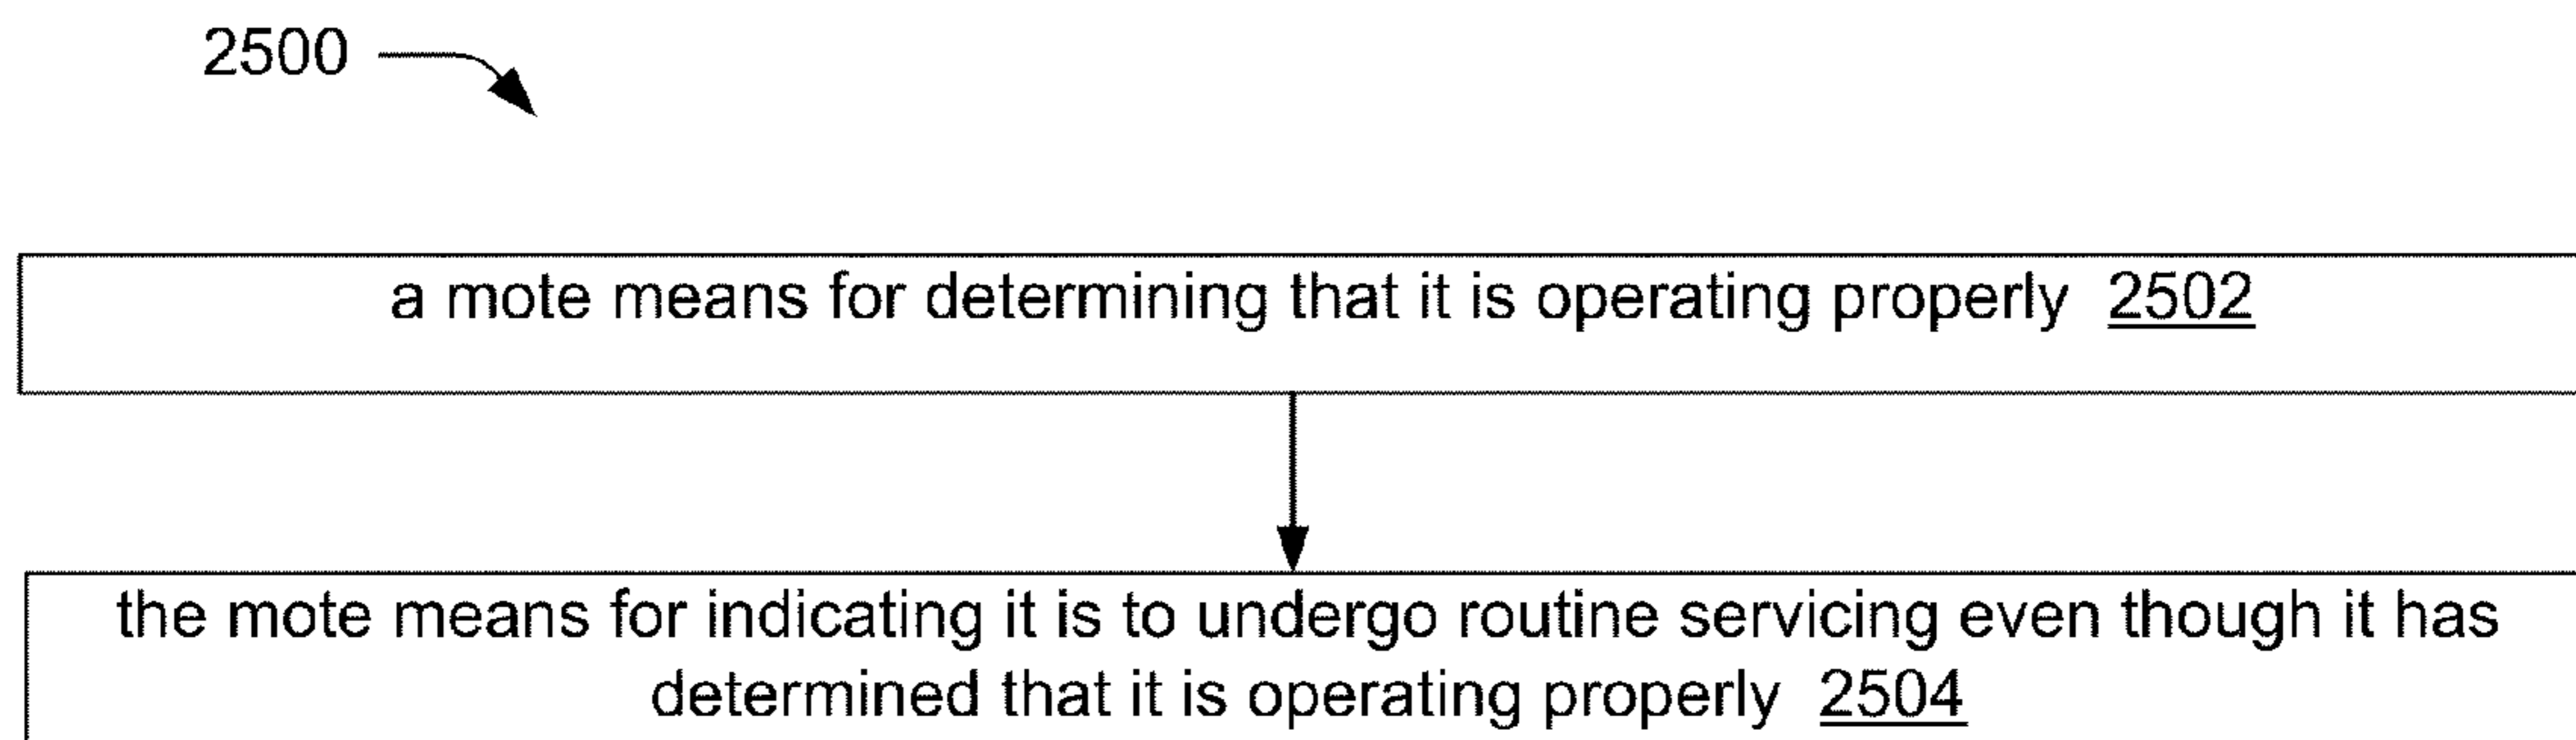 2500
a mote means for determining that it is operating properly 2502
the mote means for indicating it is to undergo routine servicing even though it has
determined that it is operating properly 2504